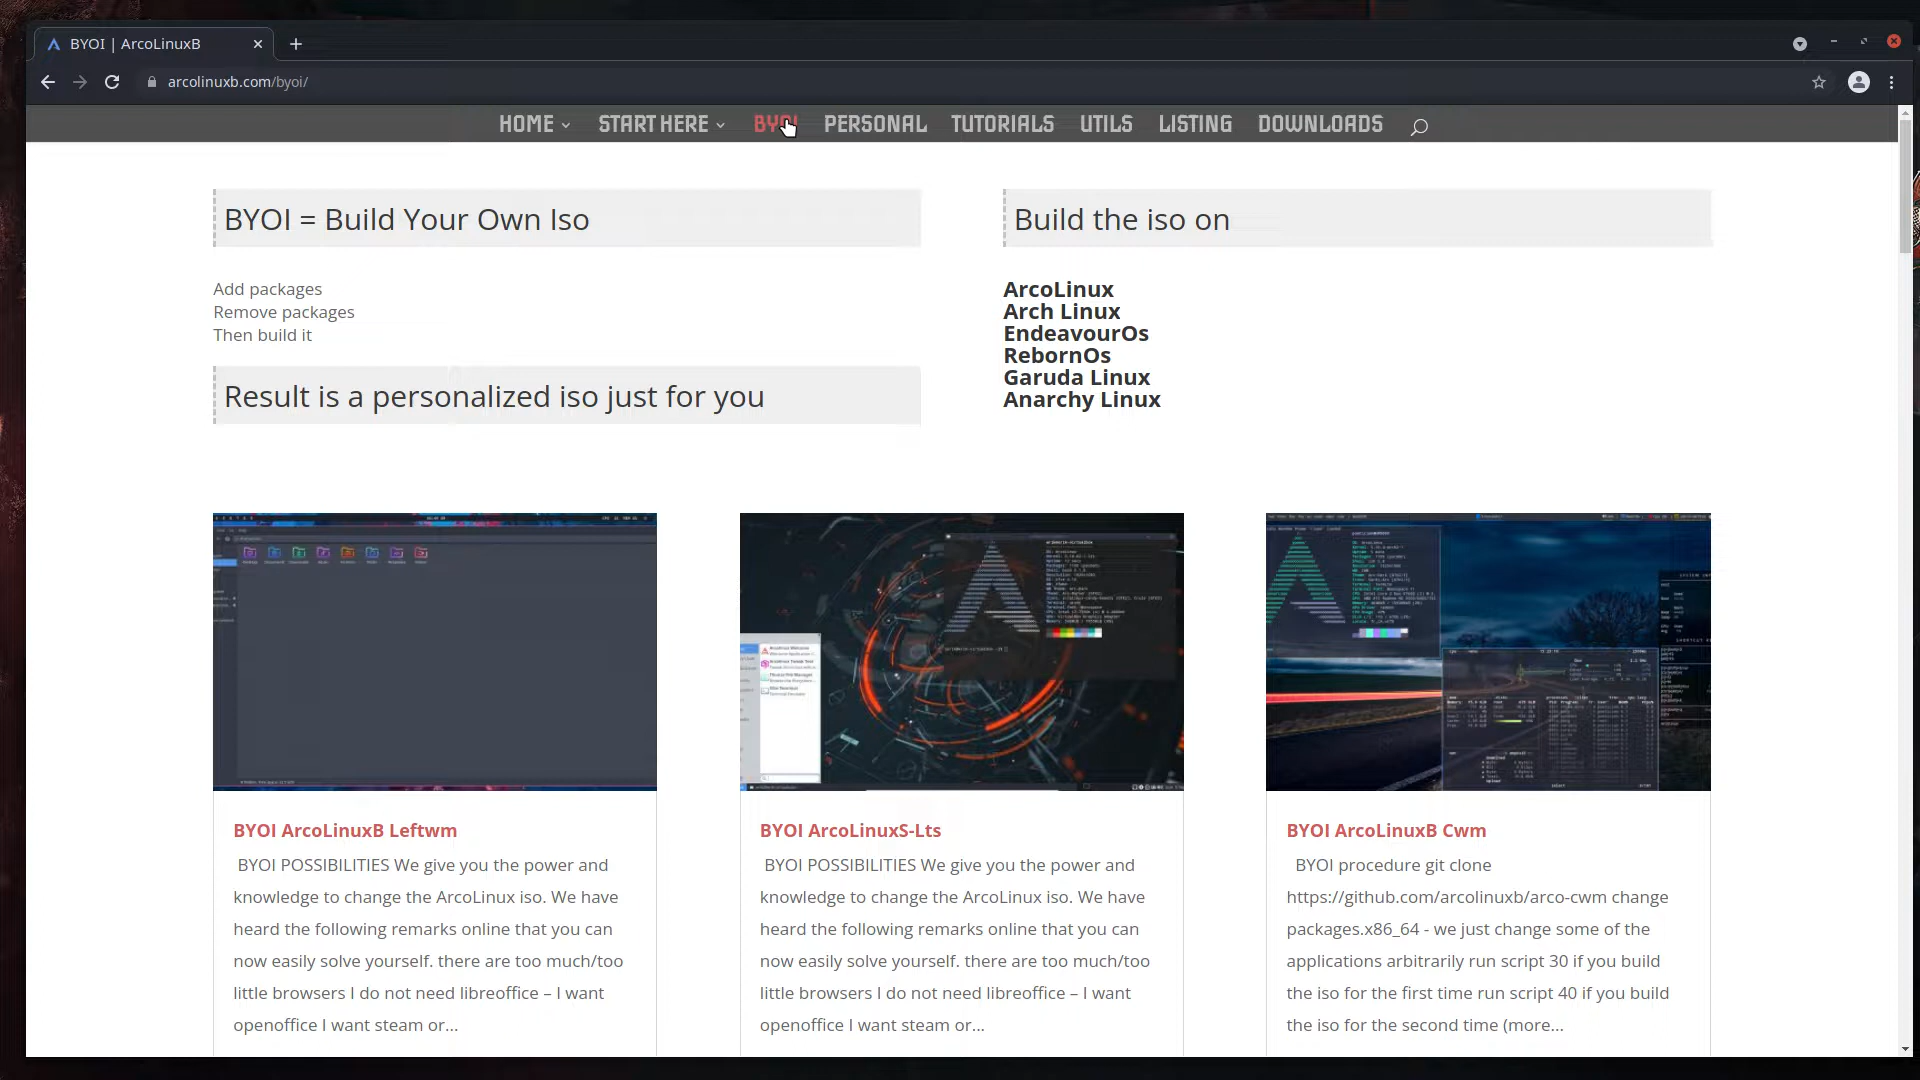 BYOI | ArcoLinuxB
arcolinuxb.com/byoi/
HOME START HERE BYOI PERSONAL TUTORIALS UTILS LISTING DOWNLOADS
BYOI = Build Your Own Iso
Add packages
Remove packages
Then build it
Result is a personalized iso just for you
Build the iso on
ArcoLinux
Arch Linux
EndeavourOs
RebornOs
Garuda Linux
Anarchy Linux
BYOI ArcoLinuxB Leftwm
BYOI POSSIBILITIES We give you the power and
knowledge to change the ArcoLinux iso. We have
heard the following remarks online that you can
now easily solve yourself. there are too much/too
little browsers I do not need libreoffice – I want
openoffice I want steam or...
BYOI ArcoLinuxS-Lts
BYOI POSSIBILITIES We give you the power and
knowledge to change the ArcoLinux iso. We have
heard the following remarks online that you can
now easily solve yourself. there are too much/too
little browsers I do not need libreoffice – I want
openoffice I want steam or...
BYOI ArcoLinuxB Cwm
BYOI procedure git clone
https://github.com/arcolinuxb/arco-cwm change
packages.x86_64 - we just change some of the
applications arbitrarily run script 30 if you build
the iso for the first time run script 40 if you build
the iso for the second time (more...